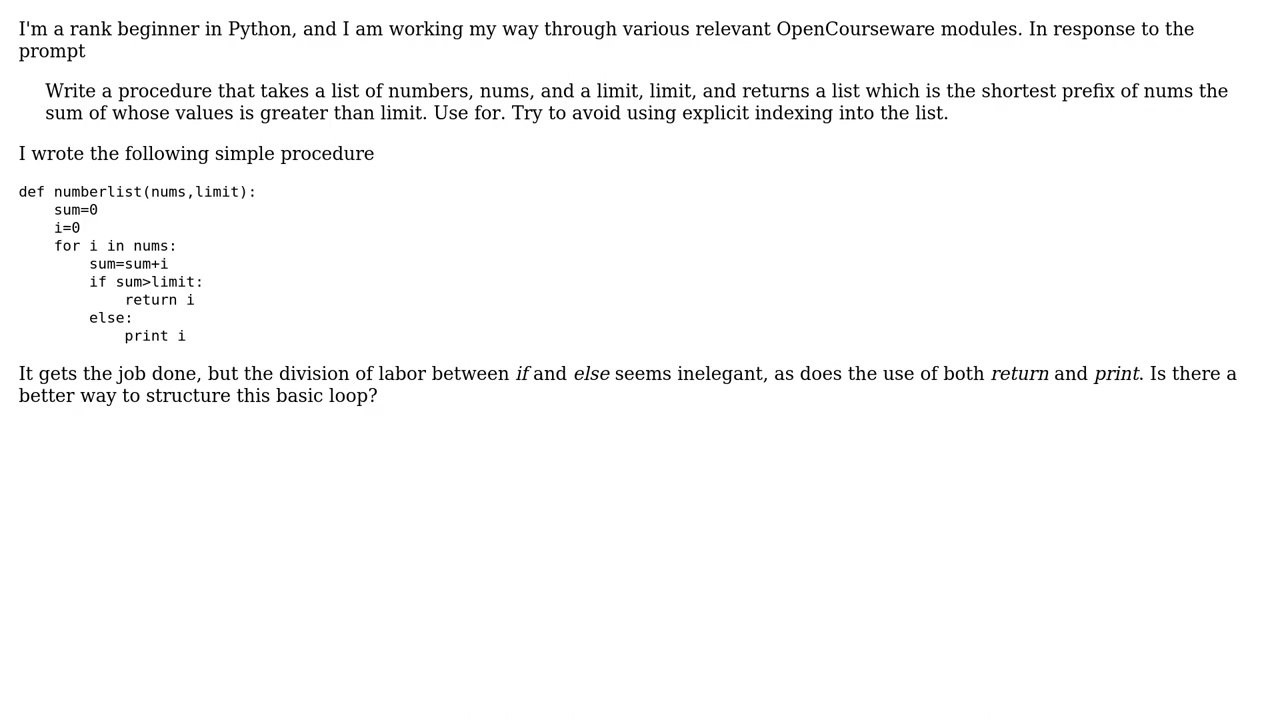 I'm a rank beginner in Python, and I am working my way through various relevant OpenCourseware modules. In response to the
prompt
Write a procedure that takes a list of numbers, nums, and a limit, limit, and returns a list which is the shortest prefix of nums the
sum of whose values is greater than limit. Use for. Try to avoid using explicit indexing into the list.
I wrote the following simple procedure
def numberlist(nums,limit):
    sum=0
    i=0
    for i in nums:
        sum=sum+i
        if sum>limit:
            return i
        else:
            print i
It gets the job done, but the division of labor between if and else seems inelegant, as does the use of both return and print. Is there a
better way to structure this basic loop?